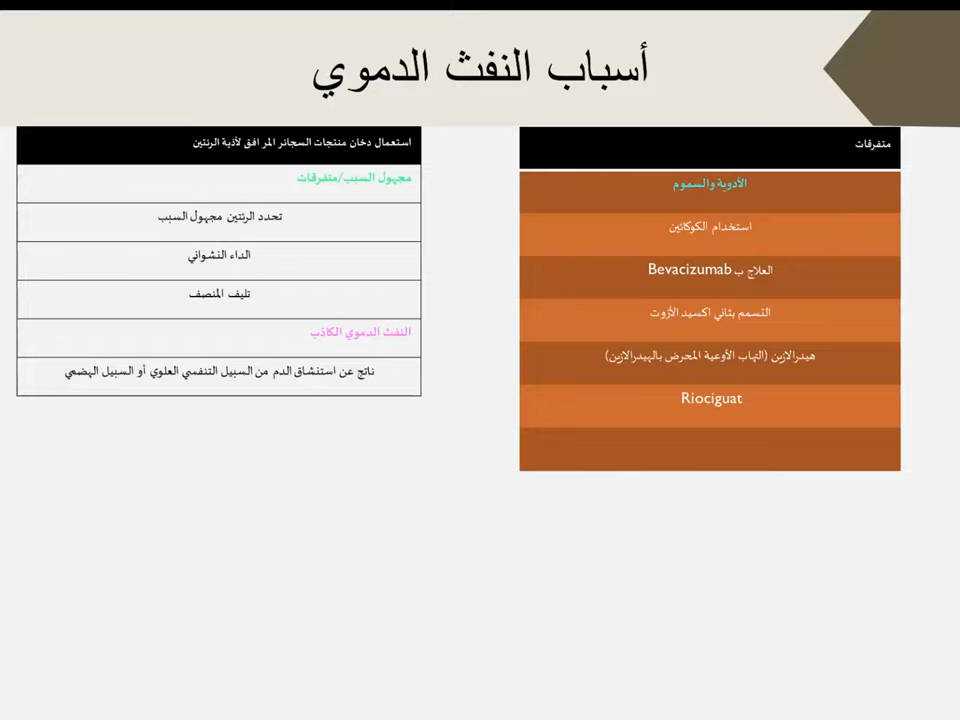 أسباب النفث الدموي
متفرقات
الأدوية والسموم
استخدام الكوكائين
العلاج ب Bevacizumab
التسمم بثاني اكسيد الأزوت
هيدرالازين (التهاب الأوعية المحرض بالهيدرالازين)
Riociguat
استعمال دخان منتجات السجائر المرافق لأذية الرئتين
مجهول السبب/متفرقات
تحدد الرئتين مجهول السبب
الداء النشواني
تليف المنصف
النفث الدموي الكاذب
ناتج عن استنشاق الدم من السبيل التنفسي العلوي أو السبيل الهضمي